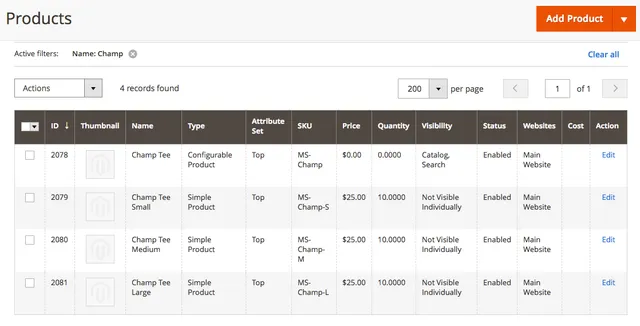 Products
Add Product
Active filters: Name: Champ Clear all
Actions 4 records found 200 per page 1 of 1
ID ↓ Thumbnail Name Type Attribute Set SKU Price Quantity Visibility Status Websites Cost Action
2078 Champ Tee Configurable Product Top MS-Champ $0.00 0.0000 Catalog, Search Enabled Main Website Edit
2079 Champ Tee Small Simple Product Top MS-Champ-S $25.00 10.0000 Not Visible Individually Enabled Main Website Edit
2080 Champ Tee Medium Simple Product Top MS-Champ-M $25.00 10.0000 Not Visible Individually Enabled Main Website Edit
2081 Champ Tee Large Simple Product Top MS-Champ-L $25.00 10.0000 Not Visible Individually Enabled Main Website Edit